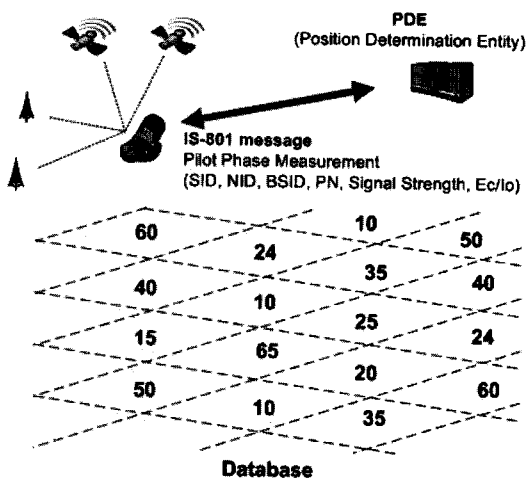 PDE
(Position Determination Entity)
IS-801 message
Pilot Phase Measurement
(SID, NID, BSID, PN, Signal Strength, Ec/Io)
60 24 10 50
40 10 35 40
15 65 25 24
50 10 20 60
35
Database